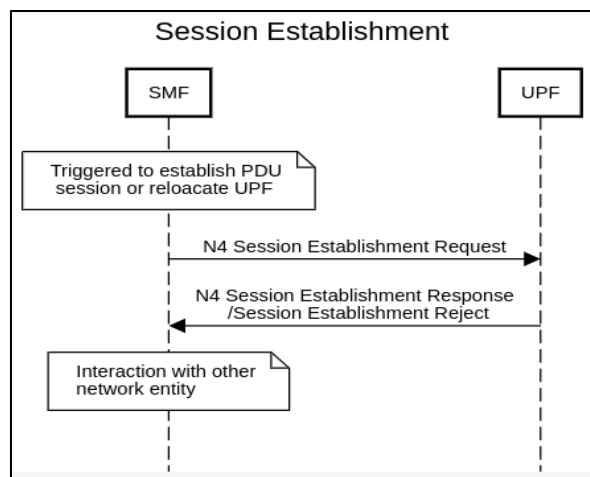 Session Establishment
SMF
UPF
Triggered to establish PDU
session or reloacate UPF
N4 Session Establishment Request
N4 Session Establishment Response
/Session Establishment Reject
Interaction with other
network entity